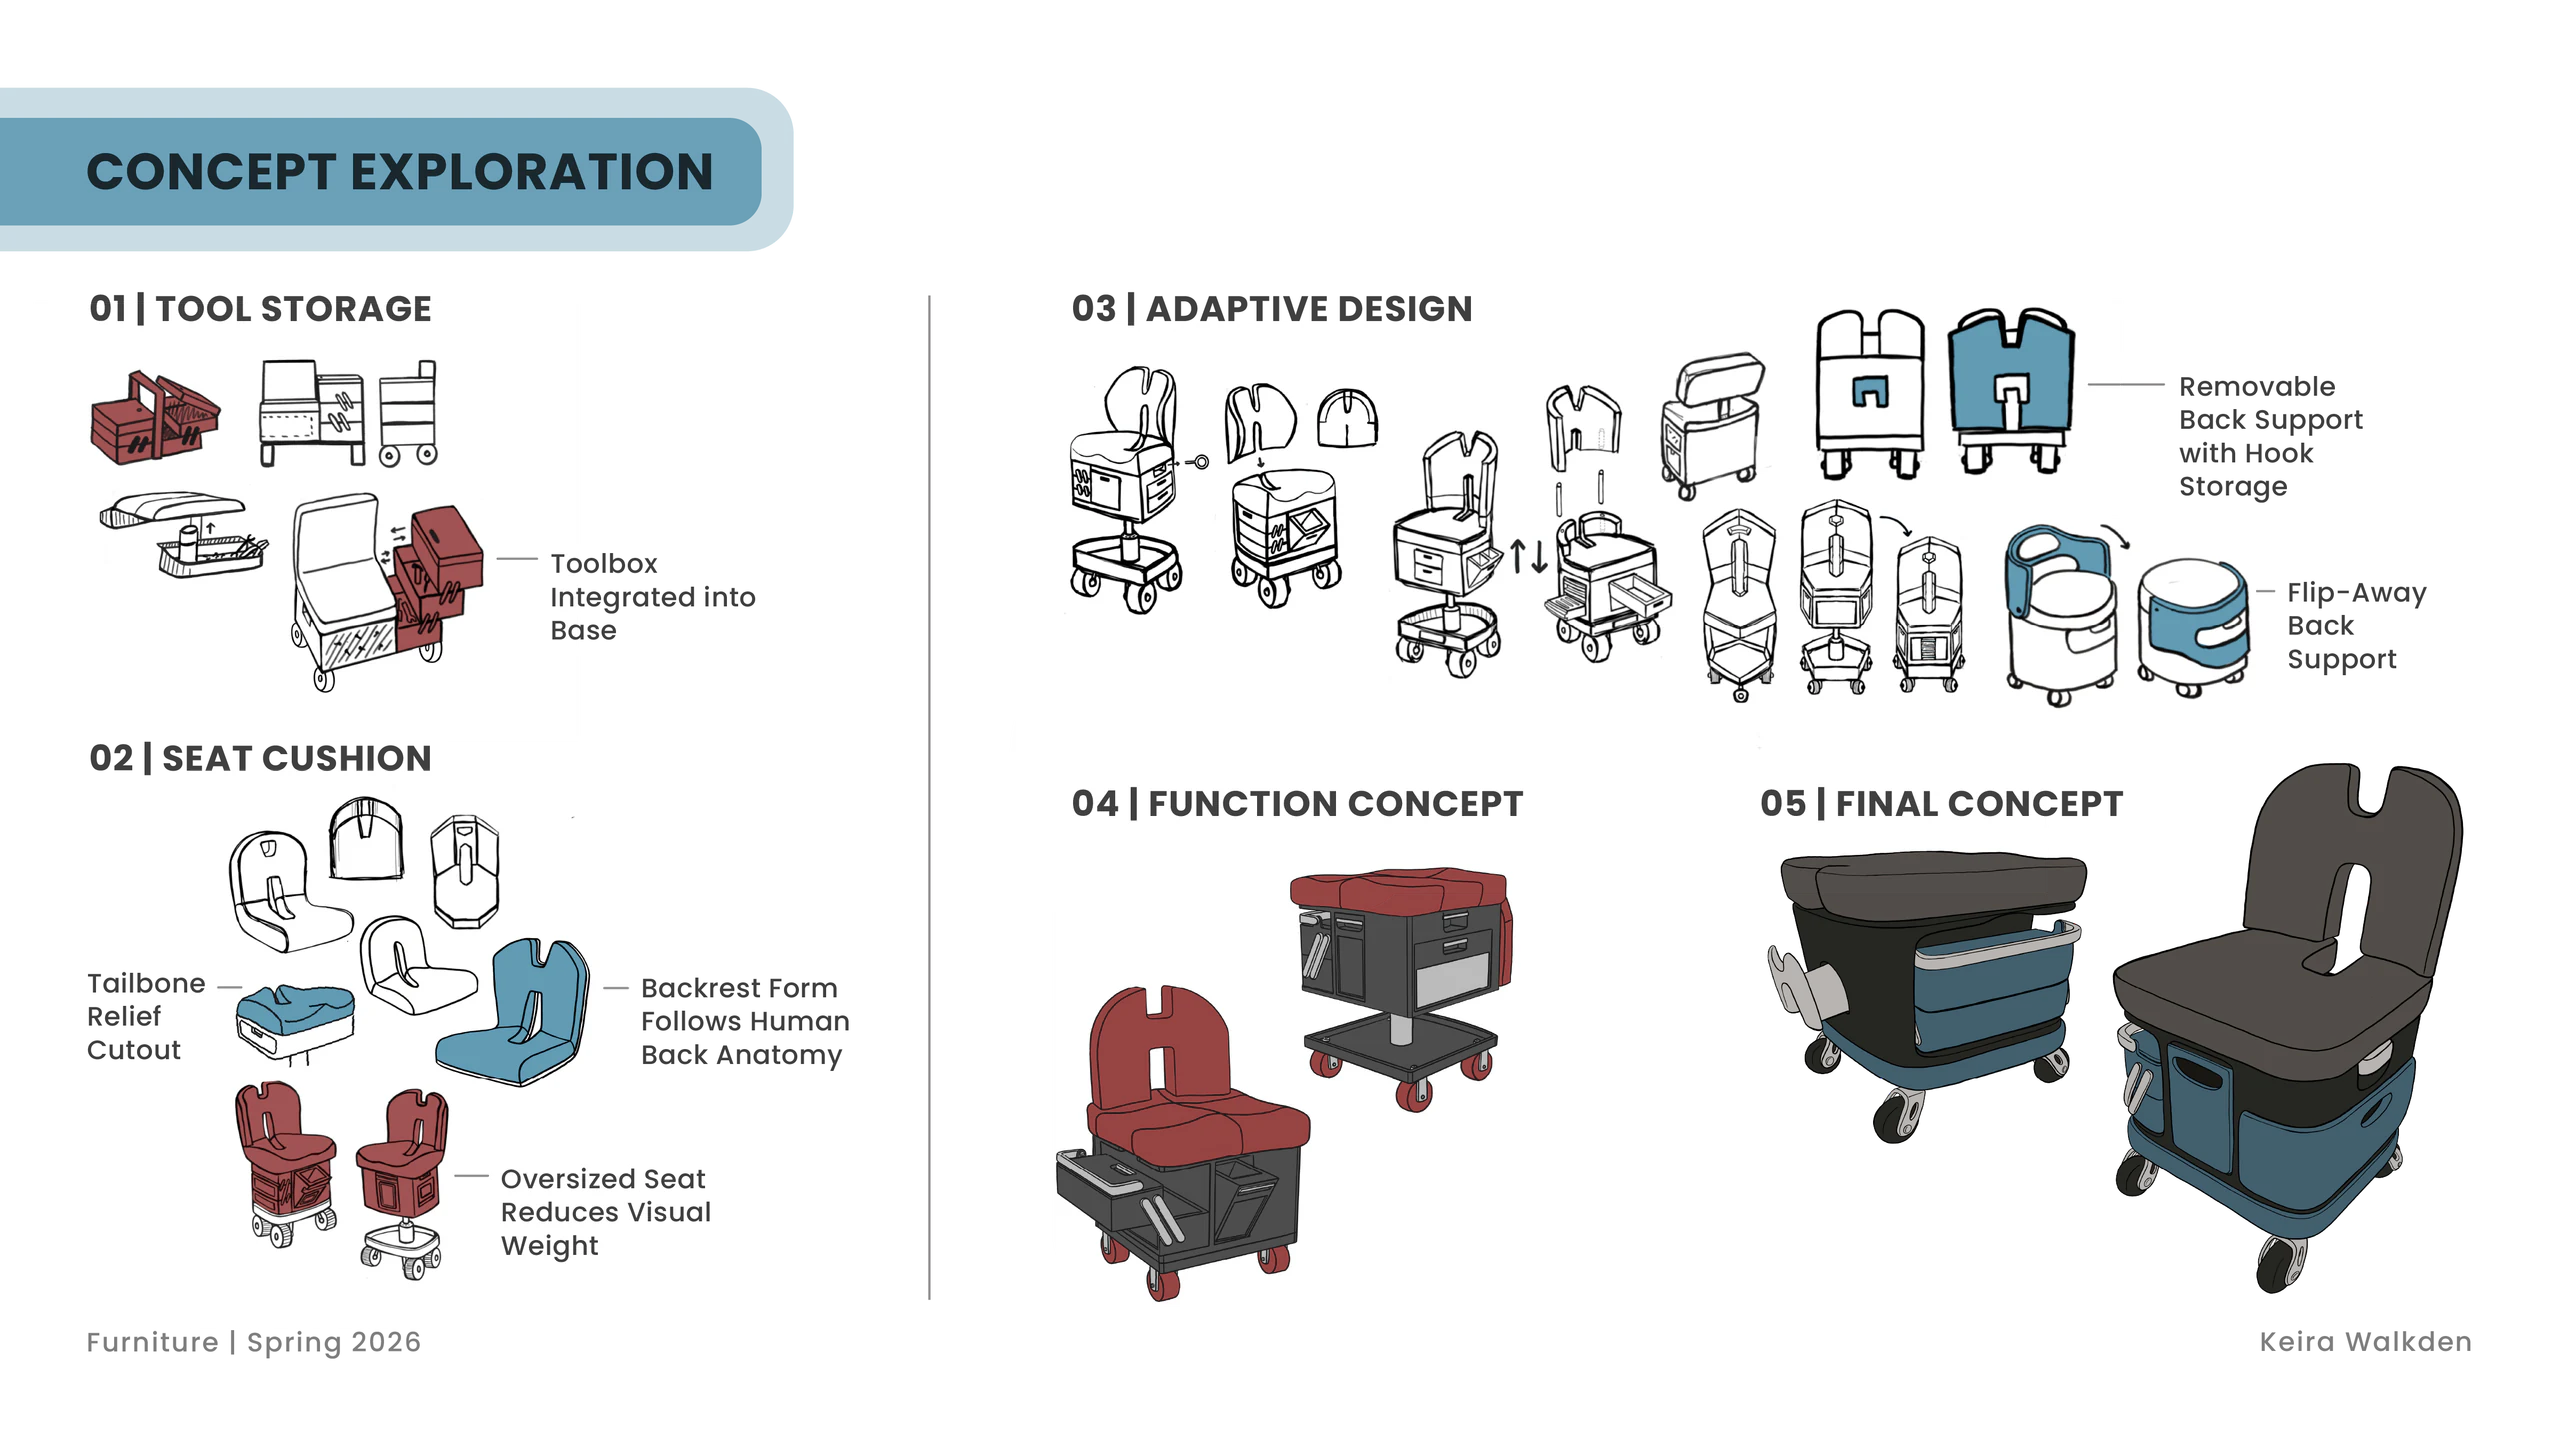 CONCEPT EXPLORATION
01 | TOOL STORAGE
Toolbox
Integrated into
Base
02 | SEAT CUSHION
Tailbone
Relief
Cutout
Backrest Form
Follows Human
Back Anatomy
Oversized Seat
Reduces Visual
Weight
03 | ADAPTIVE DESIGN
Removable
Back Support
with Hook
Storage
Flip-Away
Back
Support
04 | FUNCTION CONCEPT
05 | FINAL CONCEPT
Furniture | Spring 2026
Keira Walkden